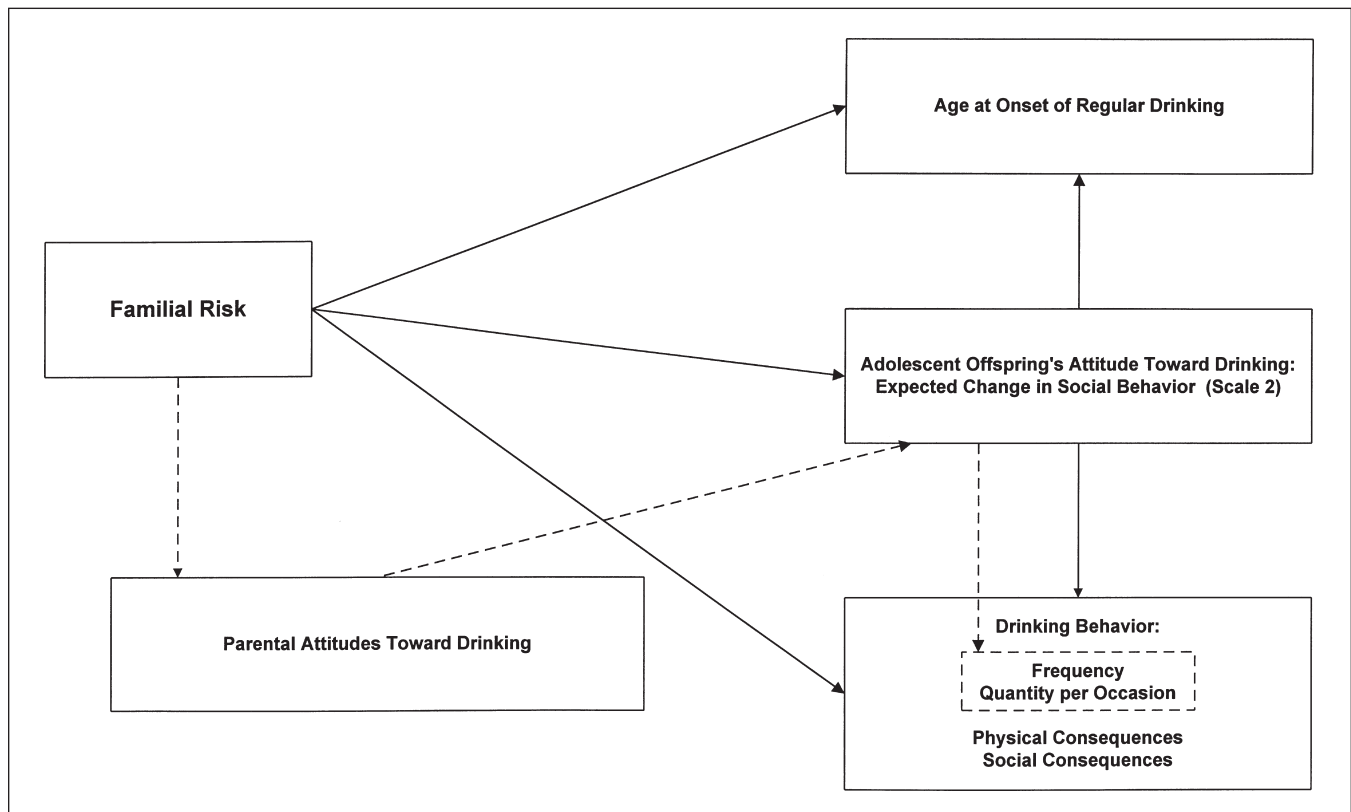 Age at Onset of Regular Drinking
Familial Risk
Adolescent Offspring's Attitude Toward Drinking:
Expected Change in Social Behavior (Scale 2)
Parental Attitudes Toward Drinking
Drinking Behavior:
Frequency
Quantity per Occasion
Physical Consequences
Social Consequences